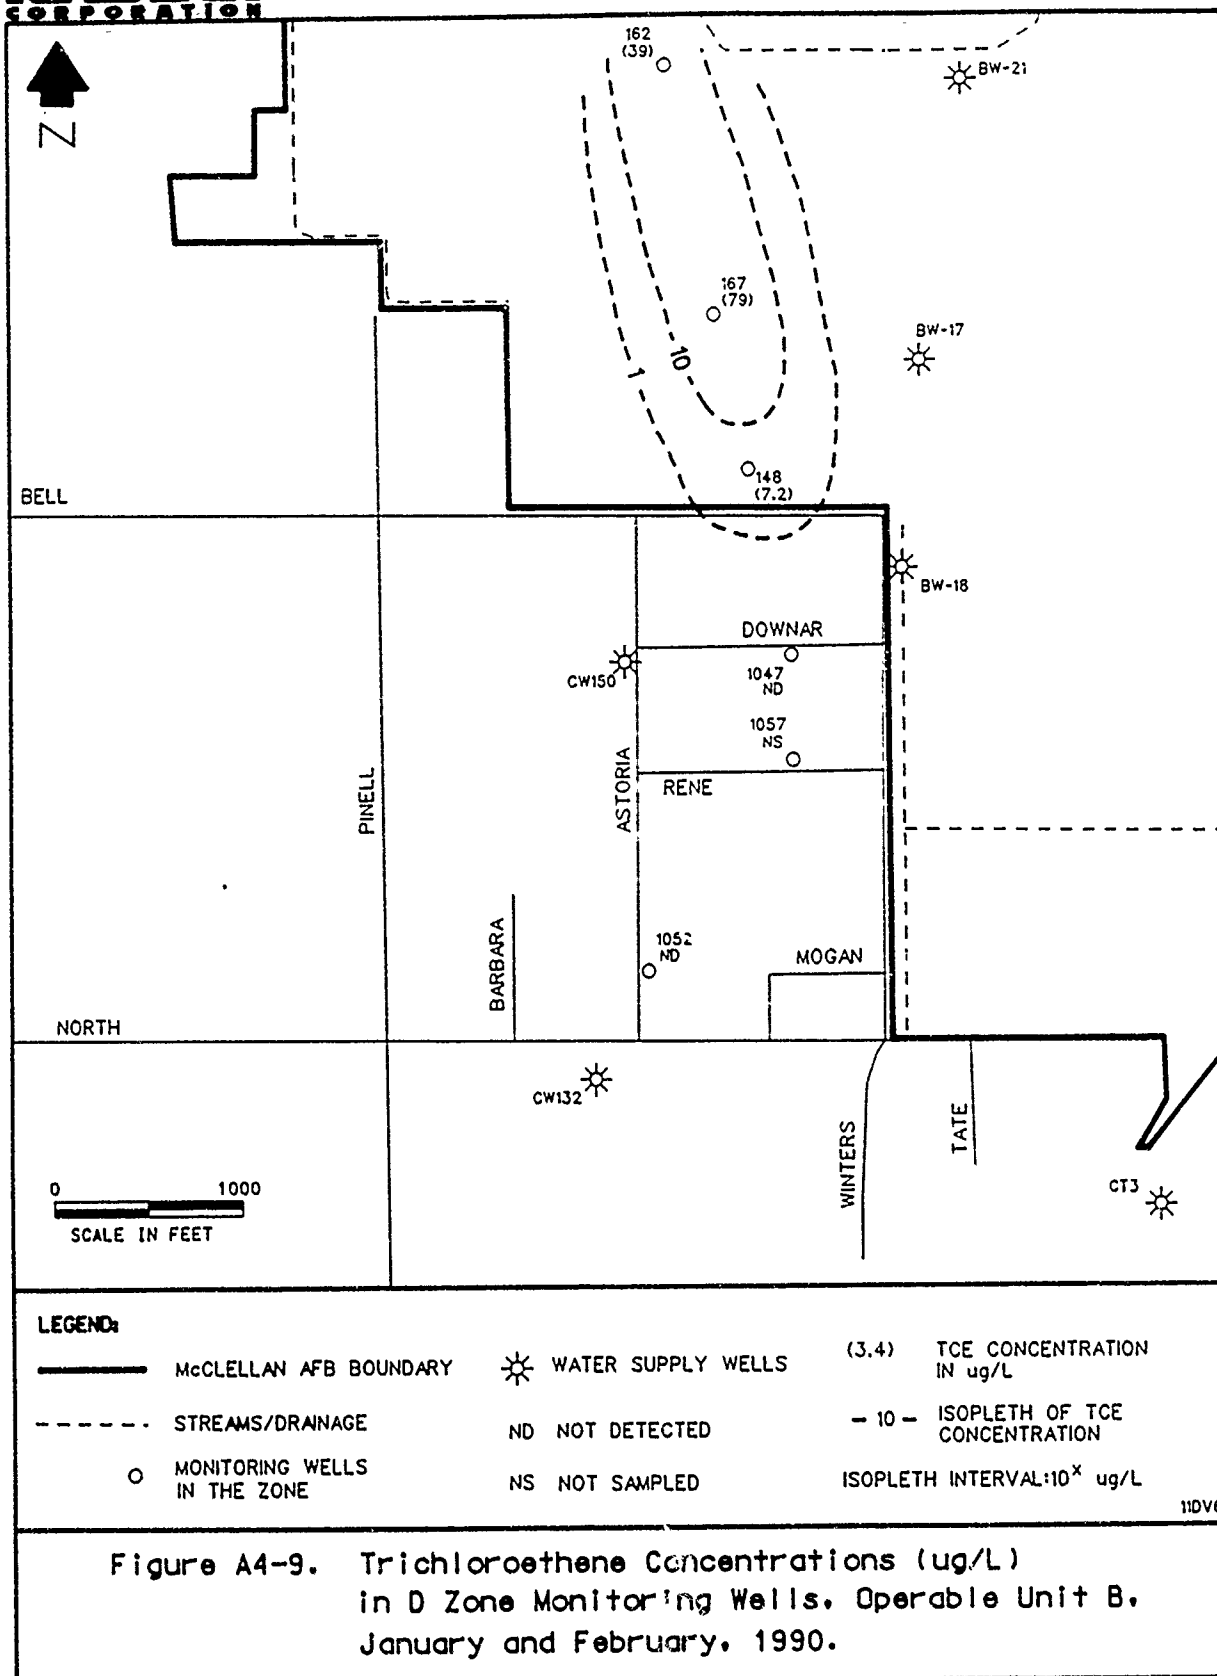 CORPORATION
Z
162
(39)
BW-21
167
(79)
BW-17
10
1
148
(7.2)
BELL
BW-18
DOWNAR
CW150
1047
ND
1057
NS
RENE
ASTORIA
PINELL
BARBARA
1052
ND
MOGAN
NORTH
CW132
WINTERS
TATE
CT3
0 1000
SCALE IN FEET
LEGEND:
McCLELLAN AFB BOUNDARY
STREAMS/DRAINAGE
MONITORING WELLS
IN THE ZONE
WATER SUPPLY WELLS
ND NOT DETECTED
NS NOT SAMPLED
(3.4) TCE CONCENTRATION
IN ug/L
- 10 - ISOPLETH OF TCE
CONCENTRATION
ISOPLETH INTERVAL:10^x ug/L
Figure A4-9. Trichloroethene Concentrations (ug/L)
in D Zone Monitoring Wells, Operable Unit B,
January and February, 1990.